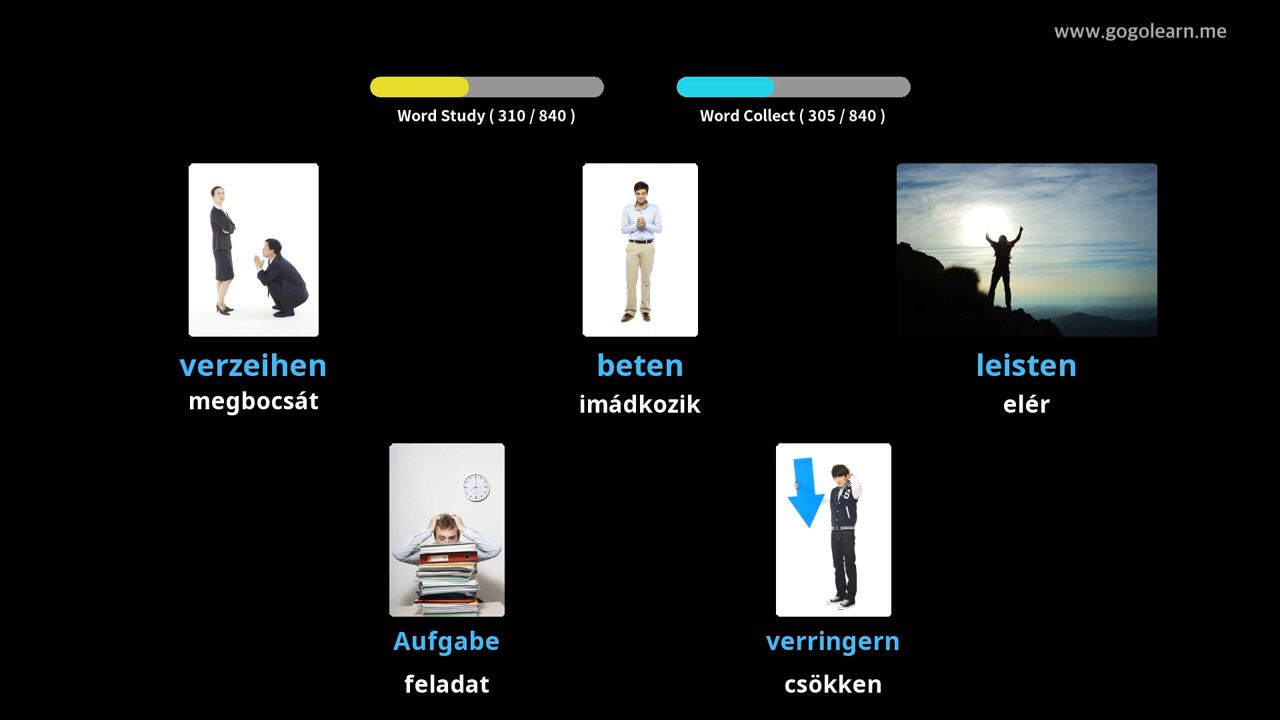 www.gogolearn.me
Word Study ( 310 / 840 )
Word Collect ( 305 / 840 )
verzeihen
megbocsát
beten
imádkozik
leisten
elér
S
Aufgabe
feladat
verringern
csökken